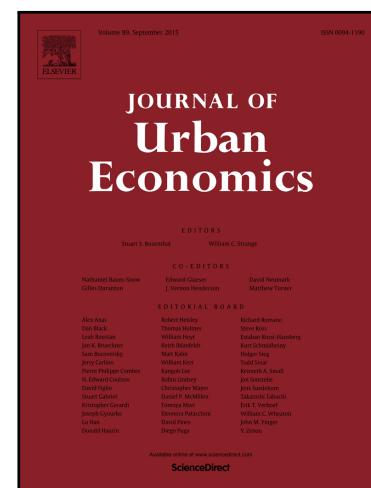 Volume 89, September 2015 ISSN 0094-1190
ELSEVIER
JOURNAL OF
Urban
Economics
EDITORS
Stuart S. Rosenthal William C. Strange
CO-EDITORS
Nathaniel Baum-Snow Edward Glaeser David Neumark
Gilles Duranton J. Vernon Henderson Matthew Turner
EDITORIAL BOARD
Alex Anas Robert Helsley Richard Romano
Dan Black Thomas Holmes Steve Ross
Leah Boustan William Hoyt Esteban Rossi-Hansberg
Jan K. Brueckner Keith Ihlanfeldt Kurt Schmidheiny
Sam Bucovetsky Matt Kahn Holger Sieg
Jerry Carlino William Kerr Todd Sinai
Pierre Philippe Combes Kangoh Lee Kenneth A. Small
N. Edward Coulson Robin Lindsey Jon Sonstelie
David Figlio Christopher Mayer Jens Suedekum
Stuart Gabriel Daniel P. McMillen Takatoshi Tabuchi
Kristopher Gerardi Tomoya Mori Erik T. Verhoef
Joseph Gyourko Eleonora Patacchini William C. Wheaton
Lu Han David Pines John M. Yinger
Donald Haurin Diego Puga Y. Zenou
Available online at www.sciencedirect.com
ScienceDirect